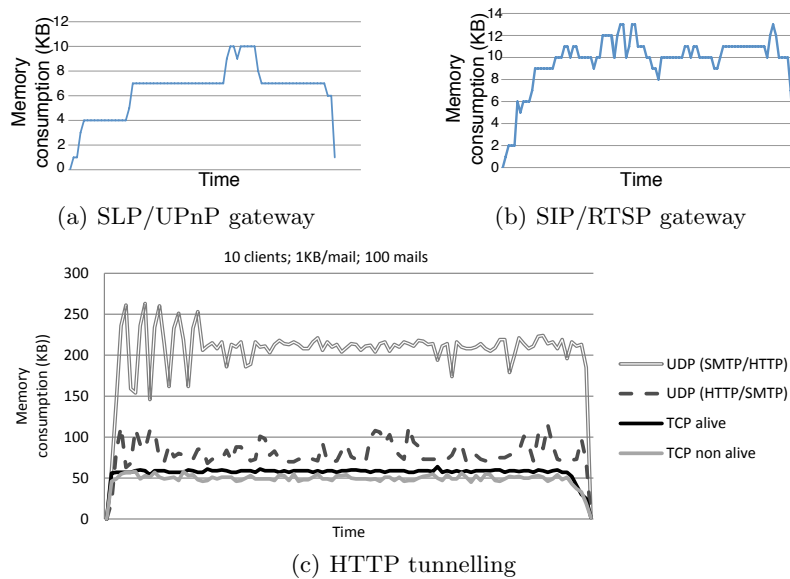 12
10
8
6
4
2
0
Memory
consumption (KB)
Time
(a) SLP/UPnP gateway
14
12
10
8
6
4
2
0
Memory
consumption (KB)
Time
(b) SIP/RTSP gateway
10 clients; 1KB/mail; 100 mails
300
250
200
150
100
50
0
Memory
consumption (KB))
Time
UDP (SMTP/HTTP)
UDP (HTTP/SMTP)
TCP alive
TCP non alive
(c) HTTP tunnelling